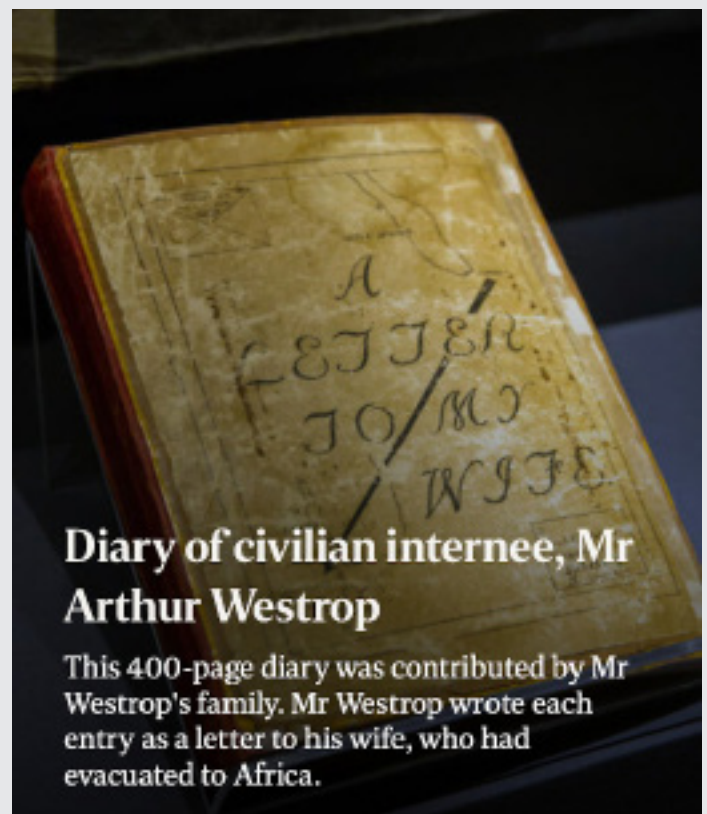 A
LETTER
TO MY
WIFE
Diary of civilian internee, Mr
Arthur Westrop
This 400-page diary was contributed by Mr
Westrop's family. Mr Westrop wrote each
entry as a letter to his wife, who had
evacuated to Africa.